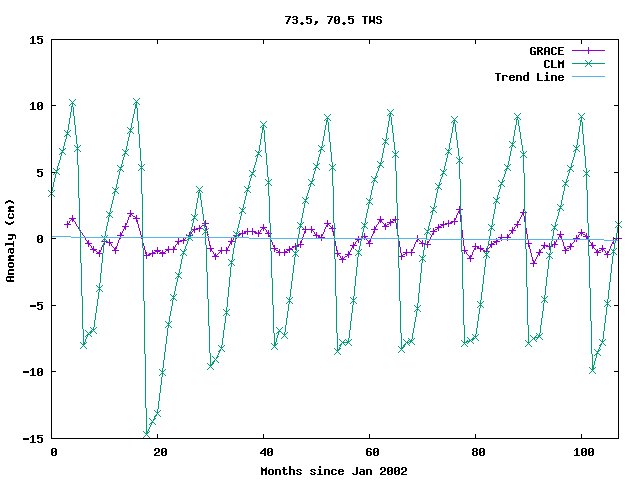 73.5, 70.5 TWS
GRACE
CLM
Trend Line
15
10
5
0
-5
-10
-15
Anomaly (cm)
0 20 40 60 80 100
Months since Jan 2002